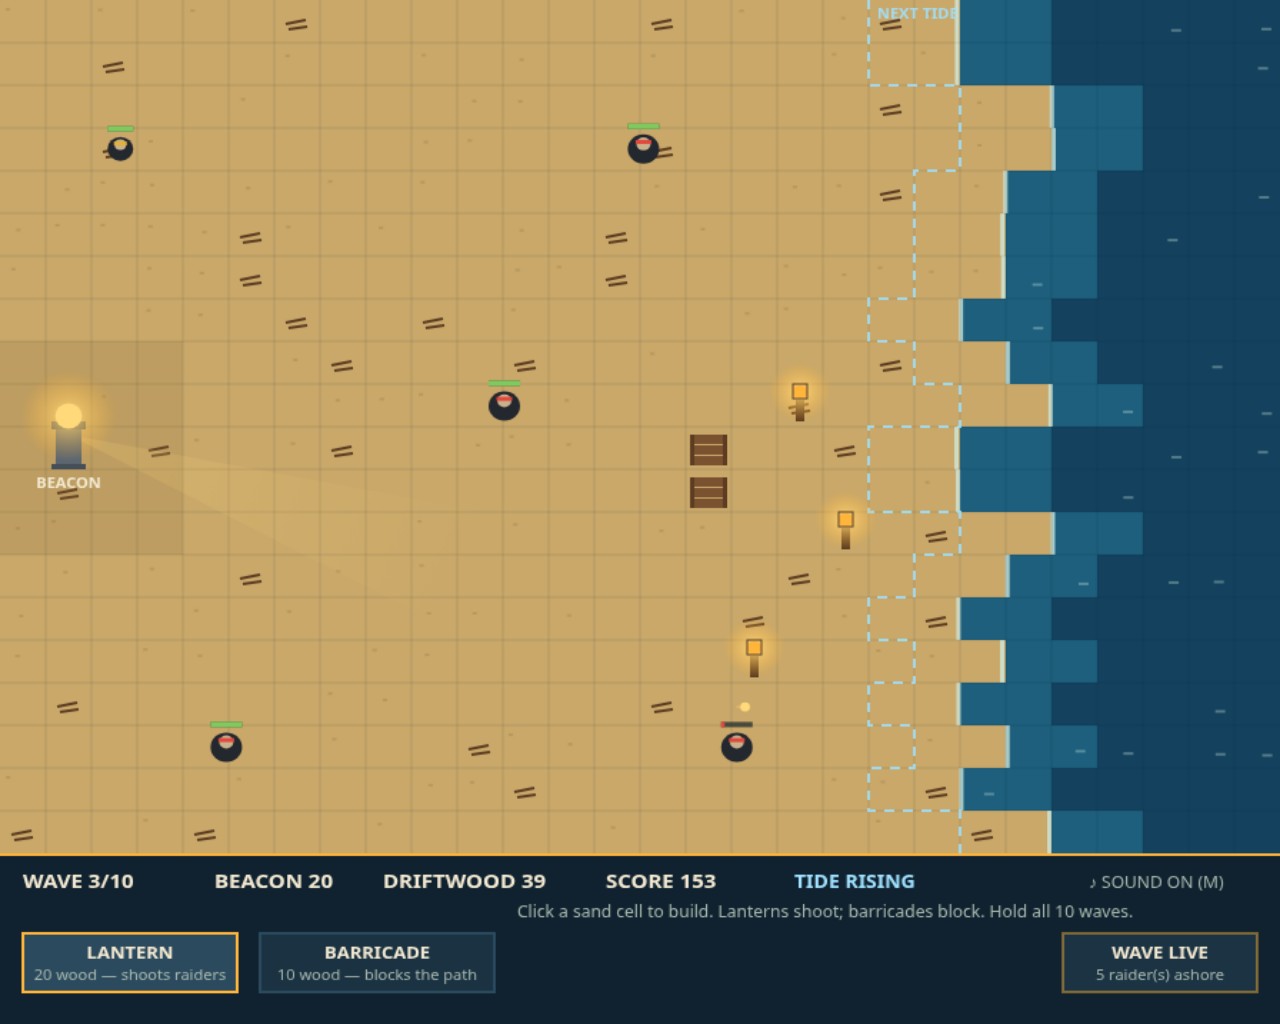 NEXT TIDE
BEACON
WAVE 3/10
BEACON 20
DRIFTWOOD 39
SCORE 153
TIDE RISING
♪ SOUND ON (M)
Click a sand cell to build. Lanterns shoot; barricades block. Hold all 10 waves.
LANTERN
20 wood — shoots raiders
BARRICADE
10 wood — blocks the path
WAVE LIVE
5 raider(s) ashore